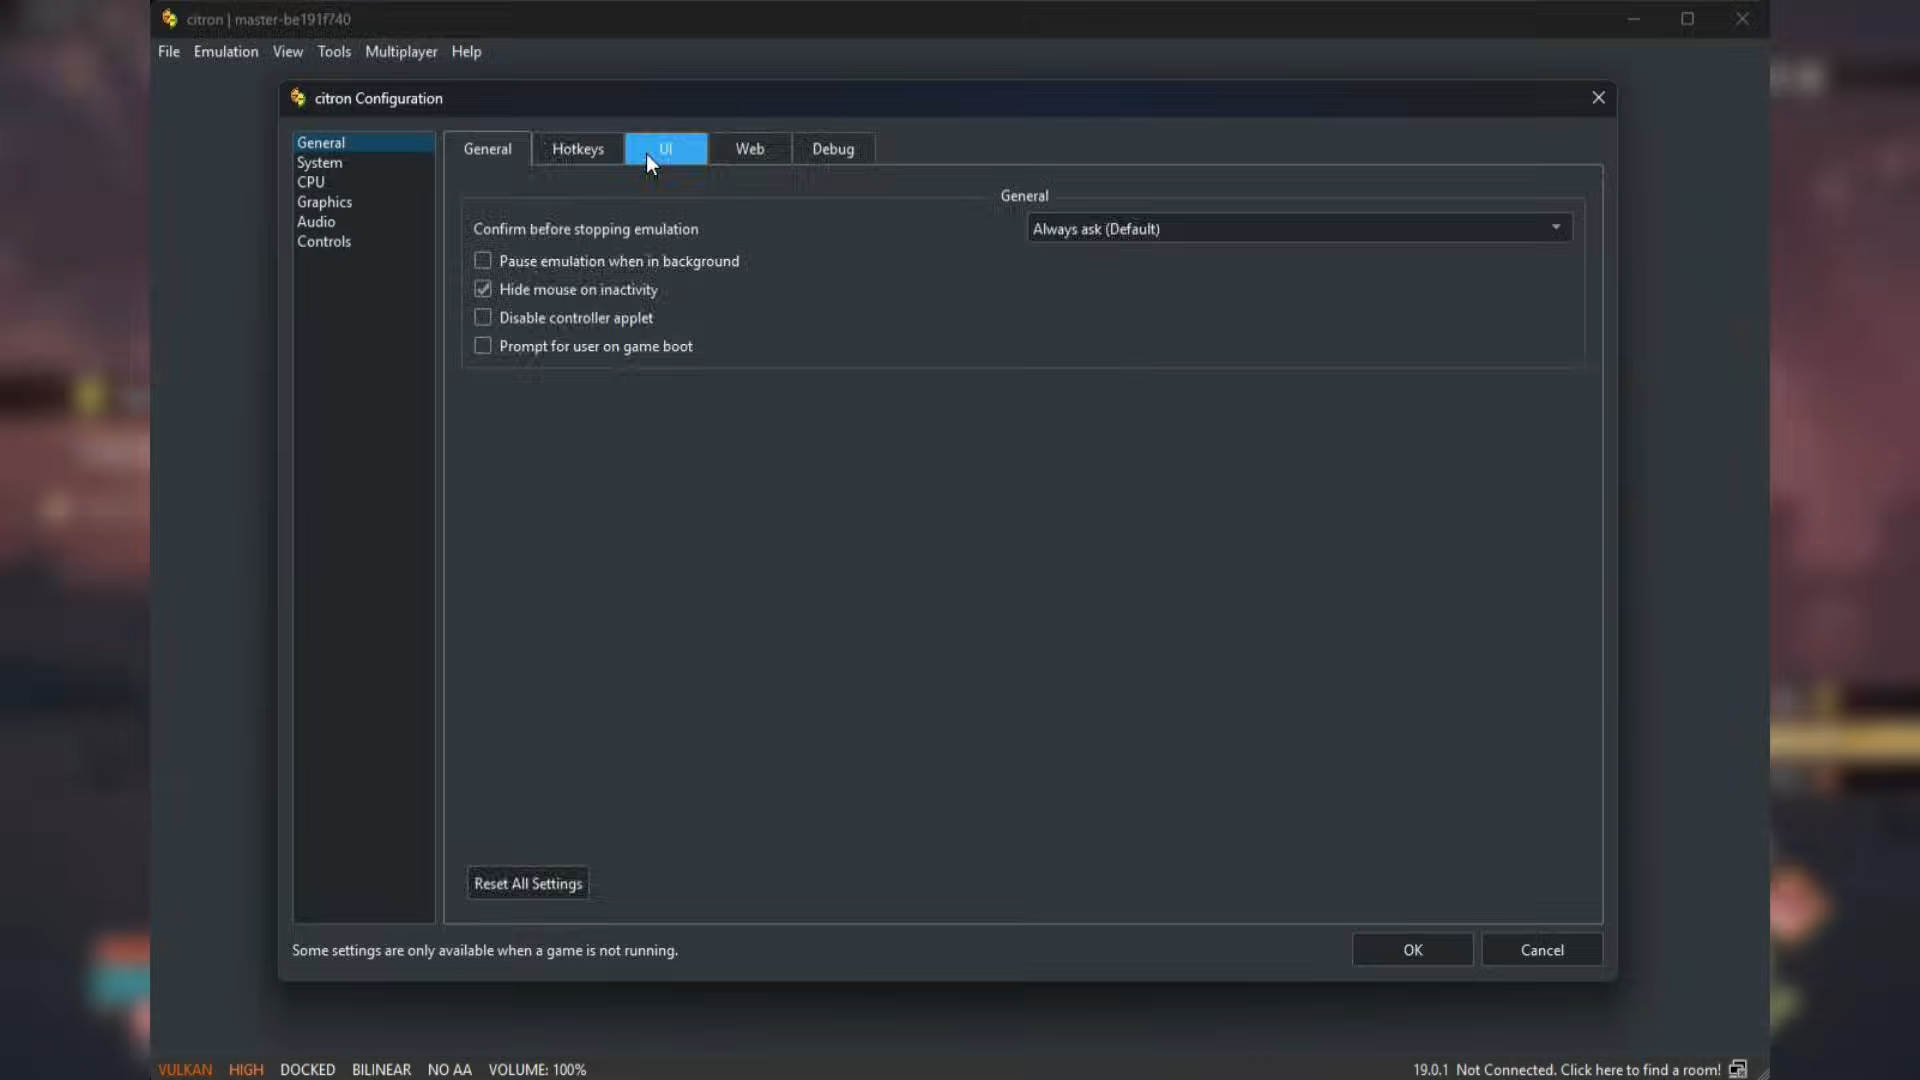 citron | master-be191f740
File Emulation View Tools Multiplayer Help
citron Configuration
General
System
CPU
Graphics
Audio
Controls
General Hotkeys UI Web Debug
General
Confirm before stopping emulation Always ask (Default)
Pause emulation when in background
Hide mouse on inactivity
Disable controller applet
Prompt for user on game boot
Reset All Settings
Some settings are only available when a game is not running.
OK Cancel
VULKAN HIGH DOCKED BILINEAR NO AA VOLUME: 100% 19.0.1 Not Connected. Click here to find a room!